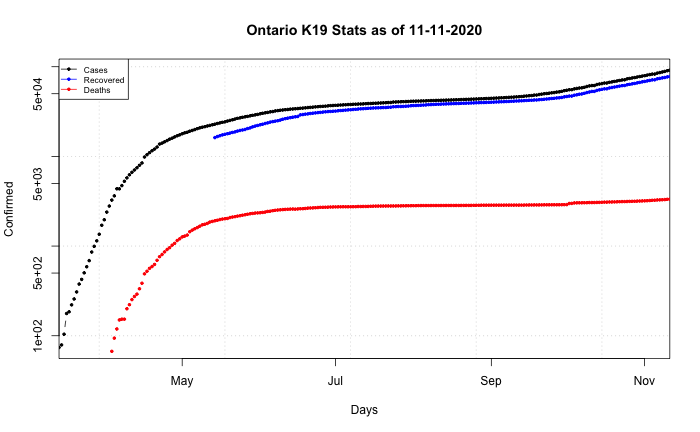 Ontario K19 Stats as of 11-11-2020
Cases
Recovered
Deaths
5e+04
5e+03
5e+02
1e+02
Confirmed
May
Jul
Sep
Nov
Days